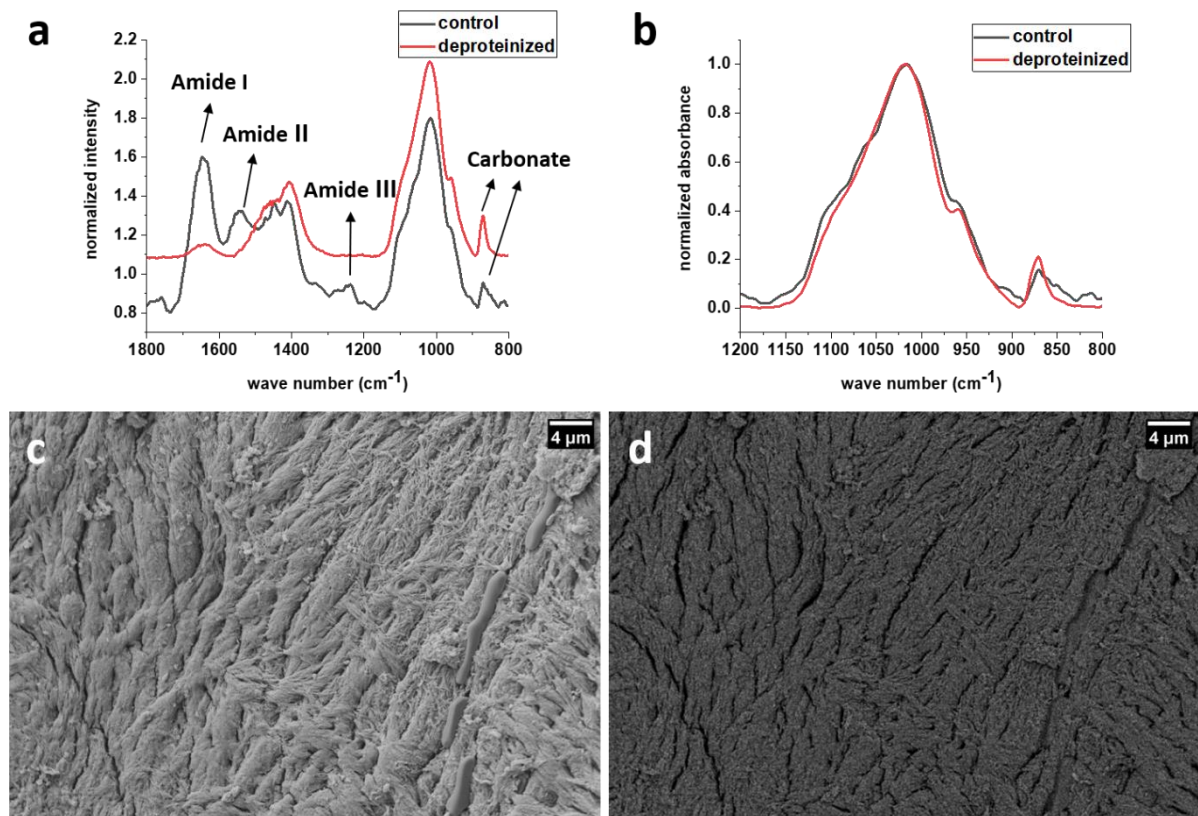 a
control
deproteinized
2.2
2.0
1.8
1.6
1.4
1.2
1.0
0.8
normalized intensity
Amide I
Amide II
Amide III
Carbonate
1800 1600 1400 1200 1000 800
wave number (cm⁻¹)
b
control
deproteinized
1.0
0.8
0.6
0.4
0.2
0.0
normalized absorbance
1200 1150 1100 1050 1000 950 900 850 800
wave number (cm⁻¹)
c
4 µm
d
4 µm